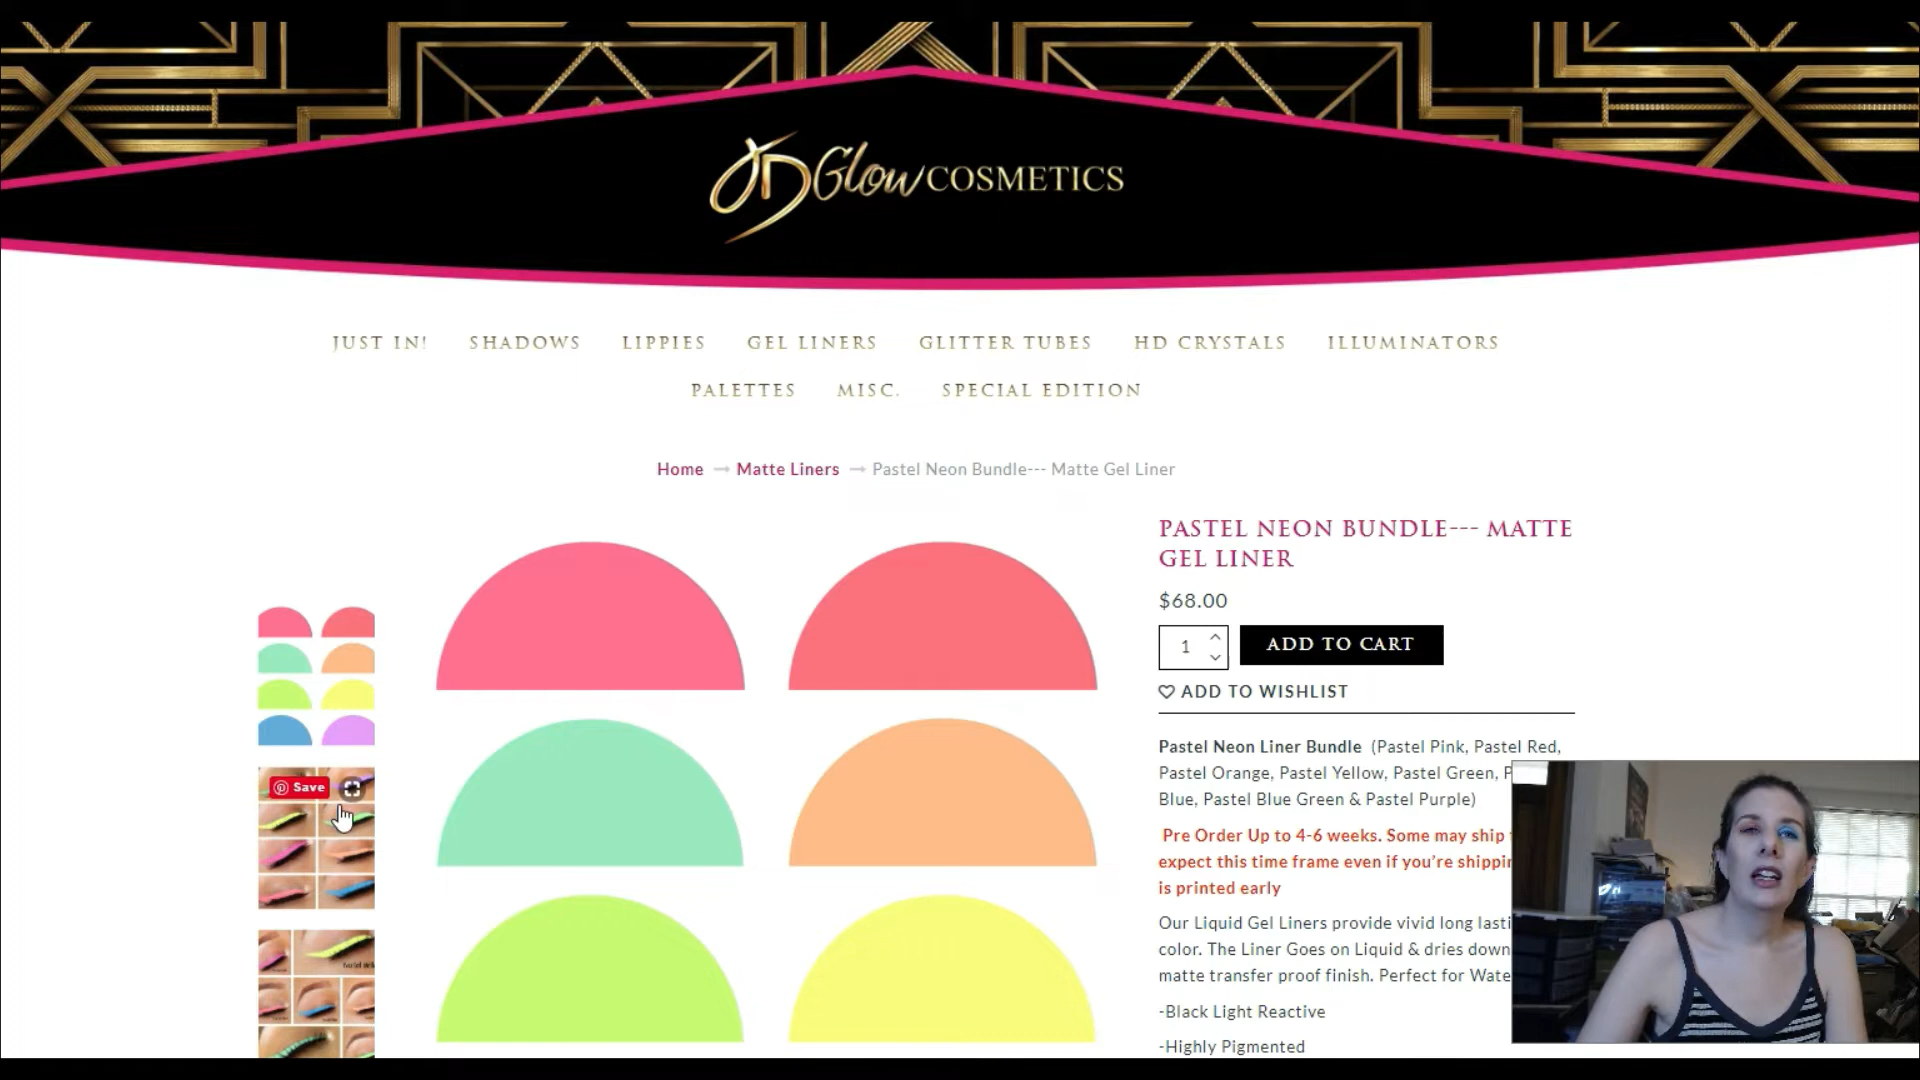 JD Glow COSMETICS
JUST IN! SHADOWS LIPPIES GEL LINERS GLITTER TUBES HD CRYSTALS ILLUMINATORS
PALETTES MISC. SPECIAL EDITION
Home → Matte Liners → Pastel Neon Bundle--- Matte Gel Liner
PASTEL NEON BUNDLE--- MATTE
GEL LINER
$68.00
1 ADD TO CART
ADD TO WISHLIST
Pastel Neon Liner Bundle (Pastel Pink, Pastel Red,
Pastel Orange, Pastel Yellow, Pastel Green, P
Blue, Pastel Blue Green & Pastel Purple)
Pre Order Up to 4-6 weeks. Some may ship
expect this time frame even if you’re shippin
is printed early
Our Liquid Gel Liners provide vivid long lasti
color. The Liner Goes on Liquid & dries down
matte transfer proof finish. Perfect for Wate
-Black Light Reactive
-Highly Pigmented
Save